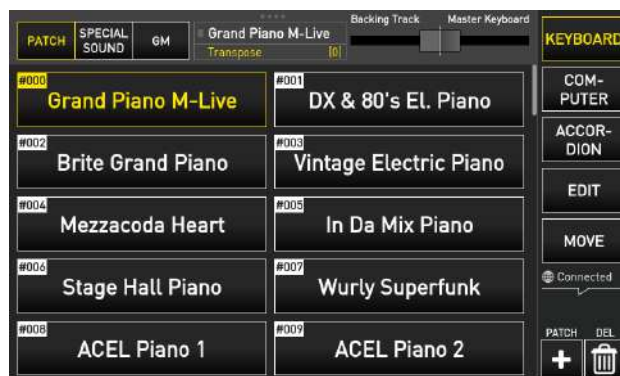 PATCH
SPECIAL
SOUND
GM
Grand Piano M-Live
Transpose [0]
Backing Track
Master Keyboard
KEYBOARD
#000
Grand Piano M-Live
#001
DX & 80's El. Piano
COM-
PUTER
#002
Brite Grand Piano
#003
Vintage Electric Piano
ACCOR-
DION
#004
Mezzacoda Heart
#005
In Da Mix Piano
EDIT
MOVE
#006
Stage Hall Piano
#007
Wurly Superfunk
Connected
#008
ACEL Piano 1
#009
ACEL Piano 2
PATCH
DEL
+